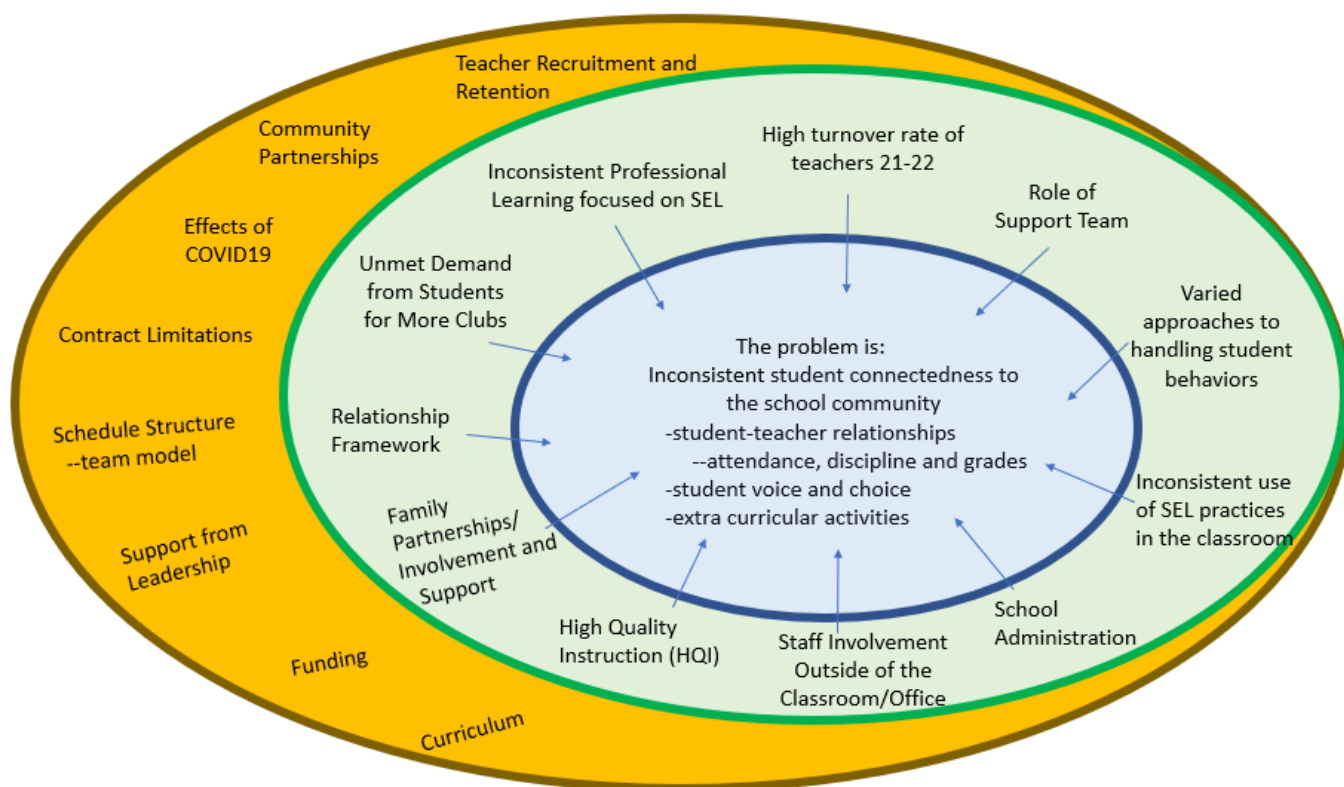 Teacher Recruitment and
Retention
Community
Partnerships
Effects of
COVID19
Contract Limitations
Schedule Structure
--team model
Support from
Leadership
Funding
Curriculum
High turnover rate of
teachers 21-22
Inconsistent Professional
Learning focused on SEL
Role of
Support Team
Unmet Demand
from Students
for More Clubs
Varied
approaches to
handling student
behaviors
Relationship
Framework
Inconsistent use
of SEL practices
in the classroom
Family
Partnerships/
Involvement and
Support
High Quality
Instruction (HQI)
Staff Involvement
Outside of the
Classroom/Office
School
Administration
The problem is:
Inconsistent student connectedness to
the school community
-student-teacher relationships
--attendance, discipline and grades
-student voice and choice
-extra curricular activities